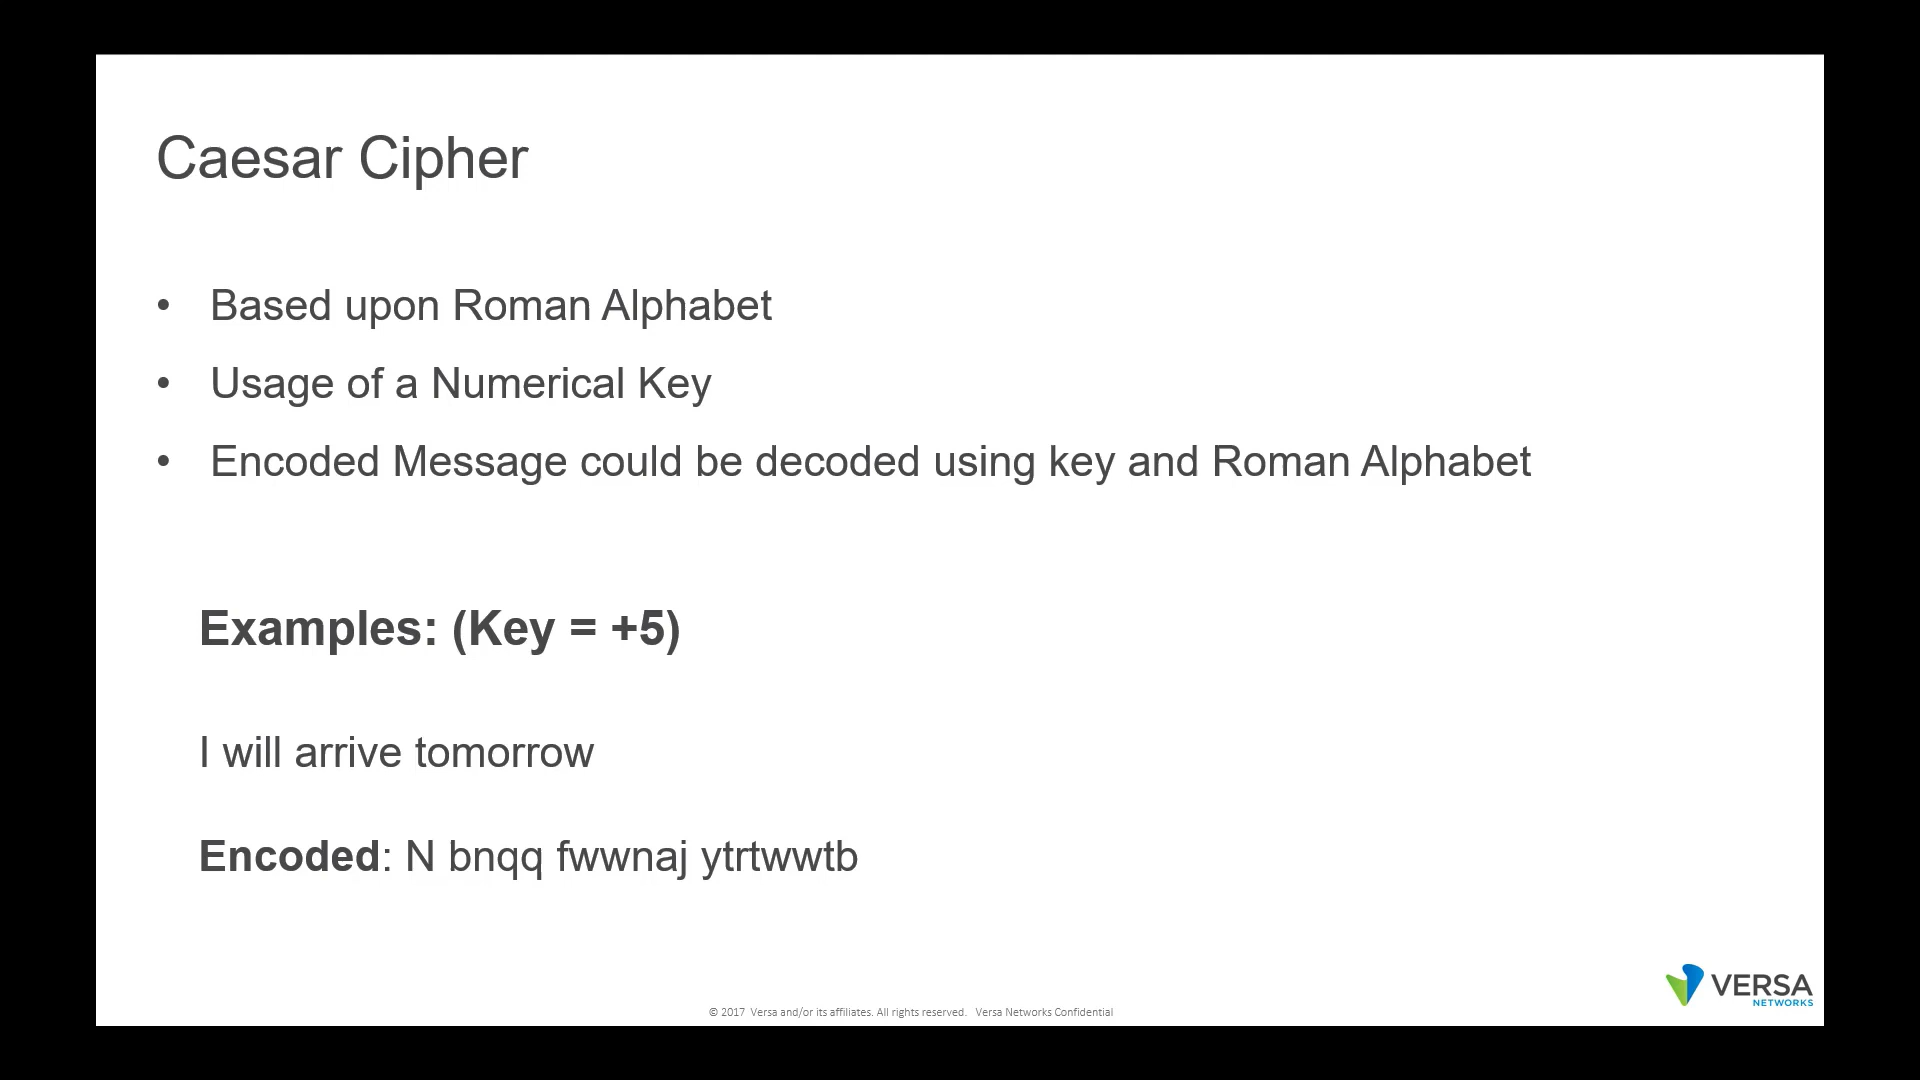 Caesar Cipher
• Based upon Roman Alphabet
• Usage of a Numerical Key
• Encoded Message could be decoded using key and Roman Alphabet
Examples: (Key = +5)
I will arrive tomorrow
Encoded: N bnqq fwwnaj ytrtwwtb
VERSA
NETWORKS
© 2017 Versa and/or its affiliates. All rights reserved. Versa Networks Confidential